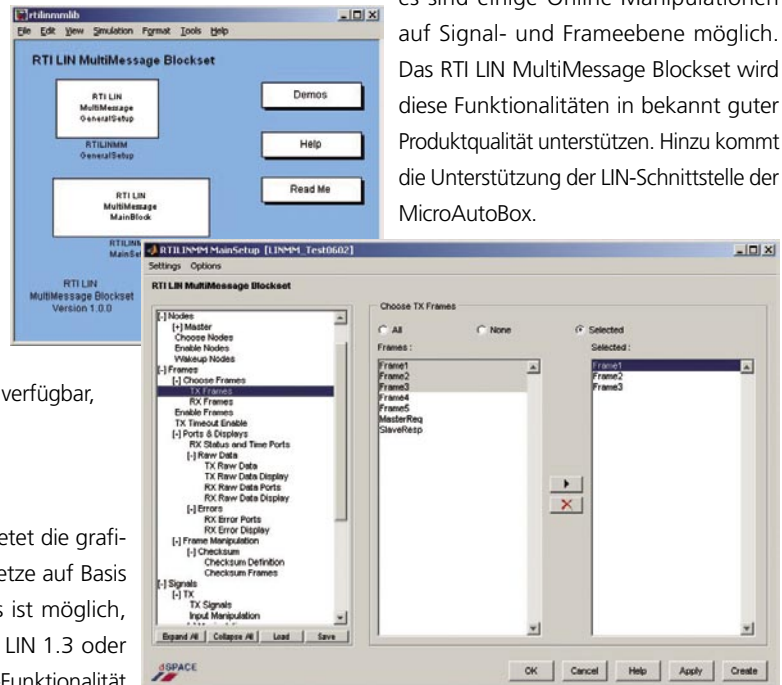 rtilinmmlib
File Edit View Simulation Format Tools Help
RTI LIN MultiMessage Blockset
RTI LIN
MultiMessage
GeneralSetup
RTILINMM
GeneralSetup
RTI LIN
MultiMessage
MainBlock
RTI LIN
MultiMessage Blockset
Version 1.0.0
Demos
Help
Read Me
auf Signal- und Frameebene möglich.
Das RTI LIN MultiMessage Blockset wird
diese Funktionalitäten in bekannt guter
Produktqualität unterstützen. Hinzu kommt
die Unterstützung der LIN-Schnittstelle der
MicroAutoBox.
verfügbar,
etet die grafi-
etze auf Basis
s ist möglich,
LIN 1.3 oder
Funktionalität
RTILINMM MainSetup [LINMM_Test0602]
Settings Options
RTI LIN MultiMessage Blockset
[-] Nodes
[+] Master
Choose Nodes
Enable Nodes
Wakeup Nodes
[-] Frames
[-] Choose Frames
TX Frames
RX Frames
Enable Frames
TX Timeout Enable
[-] Ports & Displays
RX Status and Time Ports
[-] Raw Data
TX Raw Data
TX Raw Data Display
RX Raw Data Ports
RX Raw Data Display
[-] Errors
RX Error Ports
RX Error Display
[-] Frame Manipulation
[-] Checksum
Checksum Definition
Checksum Frames
[-] Signals
[-] TX
TX Signals
Input Manipulation
Expand All Collapse All Load Save
Choose TX Frames
All None Selected
Frames :
Frame1
Frame2
Frame3
Frame4
Frame5
MasterReq
SlaveResp
Selected :
Frame1
Frame2
Frame3
dSPACE
OK Cancel Help Apply Create